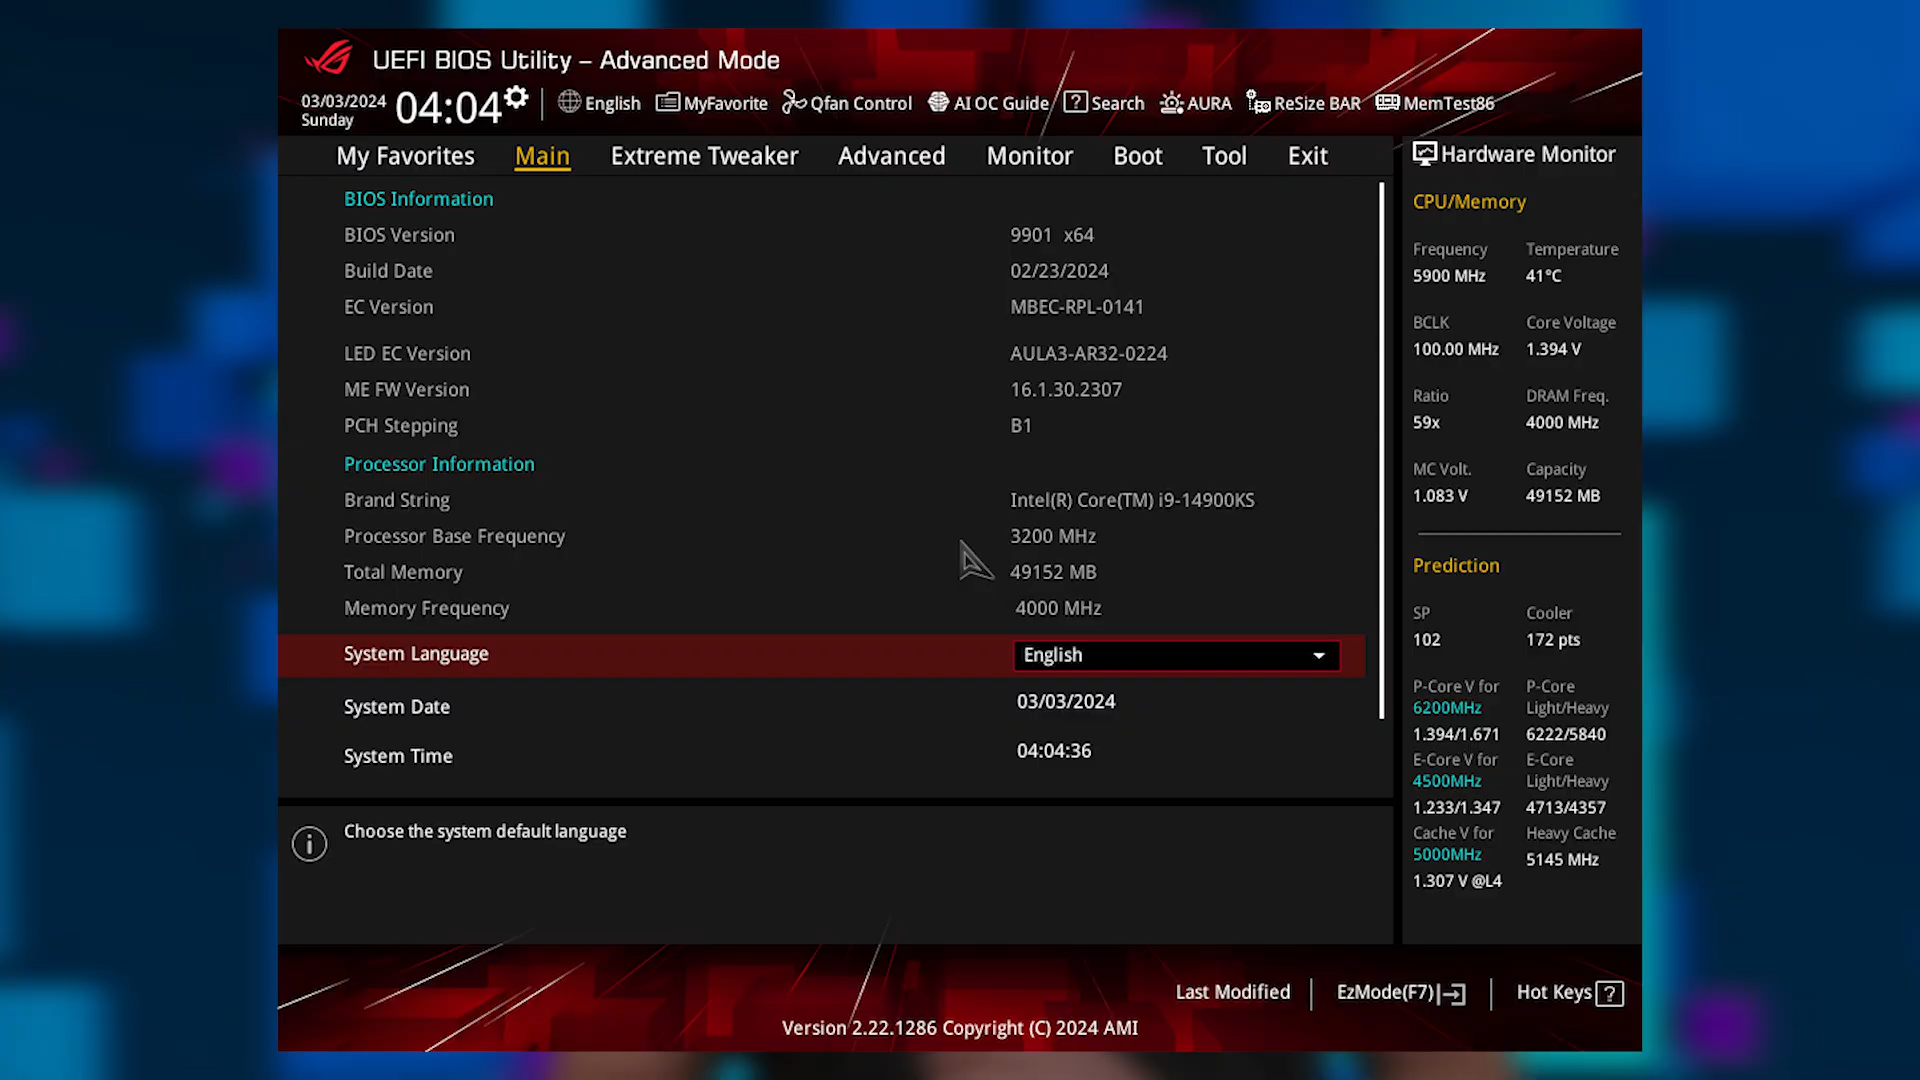 UEFI BIOS Utility – Advanced Mode
03/03/2024
Sunday
04:04
English
MyFavorite
Qfan Control
AI OC Guide
Search
AURA
ReSize BAR
MemTest86
My Favorites
Main
Extreme Tweaker
Advanced
Monitor
Boot
Tool
Exit
BIOS Information
BIOS Version 9901 x64
Build Date 02/23/2024
EC Version MBEC-RPL-0141
LED EC Version AULA3-AR32-0224
ME FW Version 16.1.30.2307
PCH Stepping B1
Processor Information
Brand String Intel(R) Core(TM) i9-14900KS
Processor Base Frequency 3200 MHz
Total Memory 49152 MB
Memory Frequency 4000 MHz
System Language English
System Date 03/03/2024
System Time 04:04:36
Choose the system default language
Hardware Monitor
CPU/Memory
Frequency Temperature
5900 MHz 41°C
BCLK Core Voltage
100.00 MHz 1.394 V
Ratio DRAM Freq.
59x 4000 MHz
MC Volt. Capacity
1.083 V 49152 MB
Prediction
SP Cooler
102 172 pts
P-Core V for P-Core
6200MHz Light/Heavy
1.394/1.671 6222/5840
E-Core V for E-Core
4500MHz Light/Heavy
1.233/1.347 4713/4357
Cache V for Heavy Cache
5000MHz 5145 MHz
1.307 V @L4
Last Modified
EzMode(F7)
Hot Keys ?
Version 2.22.1286 Copyright (C) 2024 AMI